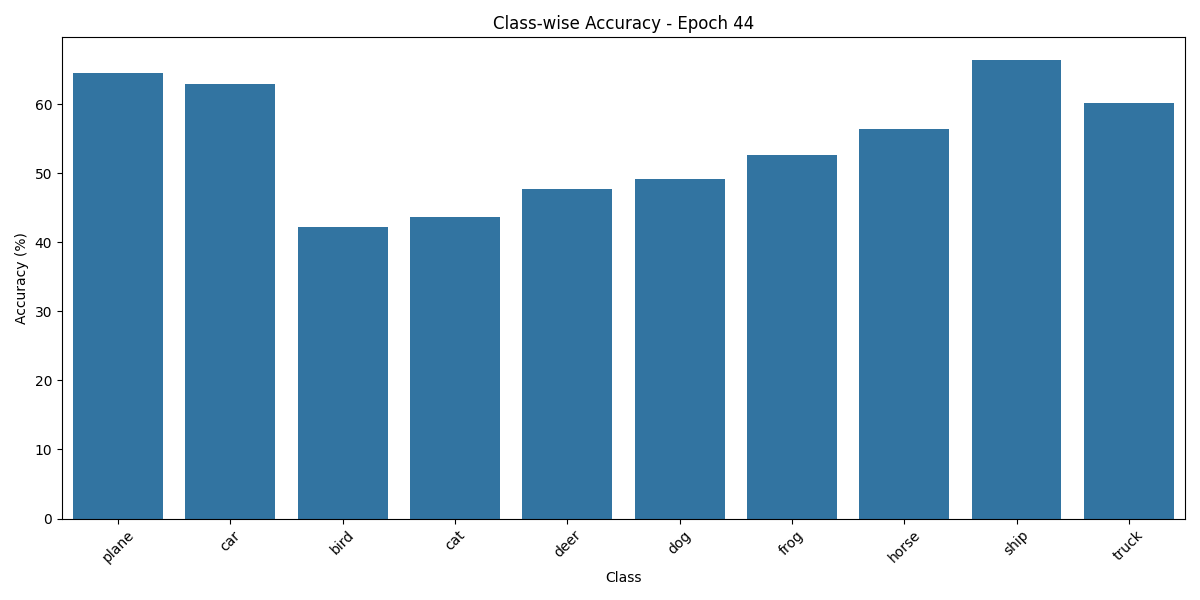 Class-wise Accuracy - Epoch 44
Accuracy (%)
60
50
40
30
20
10
0
plane
car
bird
cat
deer
dog
frog
horse
ship
truck
Class